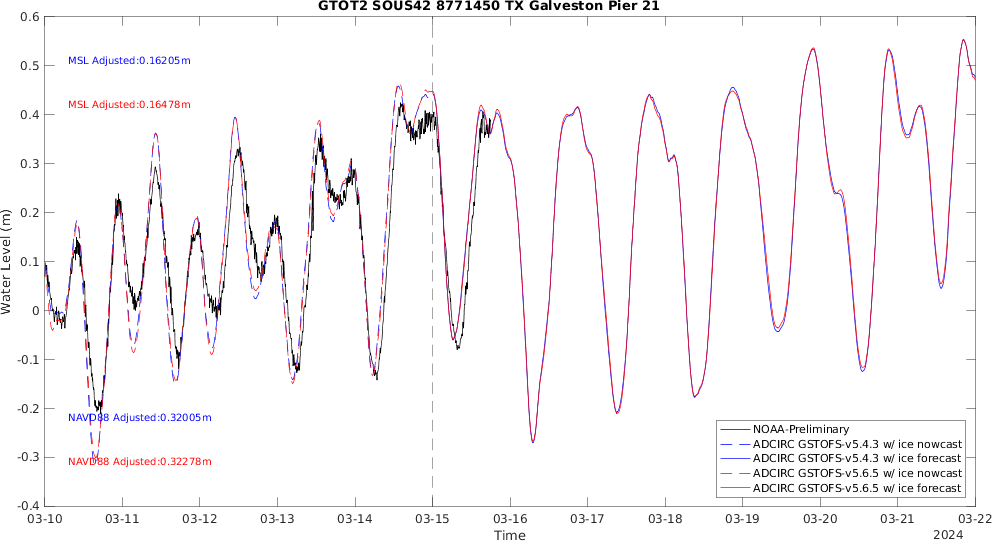 GTOT2 SOUS42 8771450 TX Galveston Pier 21
0.6
0.5
0.4
0.3
0.2
0.1
0
-0.1
-0.2
-0.3
-0.4
Water Level (m)
MSL Adjusted:0.16205m
MSL Adjusted:0.16478m
NAVD88 Adjusted:0.32005m
NAVD88 Adjusted:0.32278m
NOAA-Preliminary
ADCIRC GSTOFS-v5.4.3 w/ ice nowcast
ADCIRC GSTOFS-v5.4.3 w/ ice forecast
ADCIRC GSTOFS-v5.6.5 w/ ice nowcast
ADCIRC GSTOFS-v5.6.5 w/ ice forecast
03-10 03-11 03-12 03-13 03-14 03-15 03-16 03-17 03-18 03-19 03-20 03-21 03-22
Time
2024